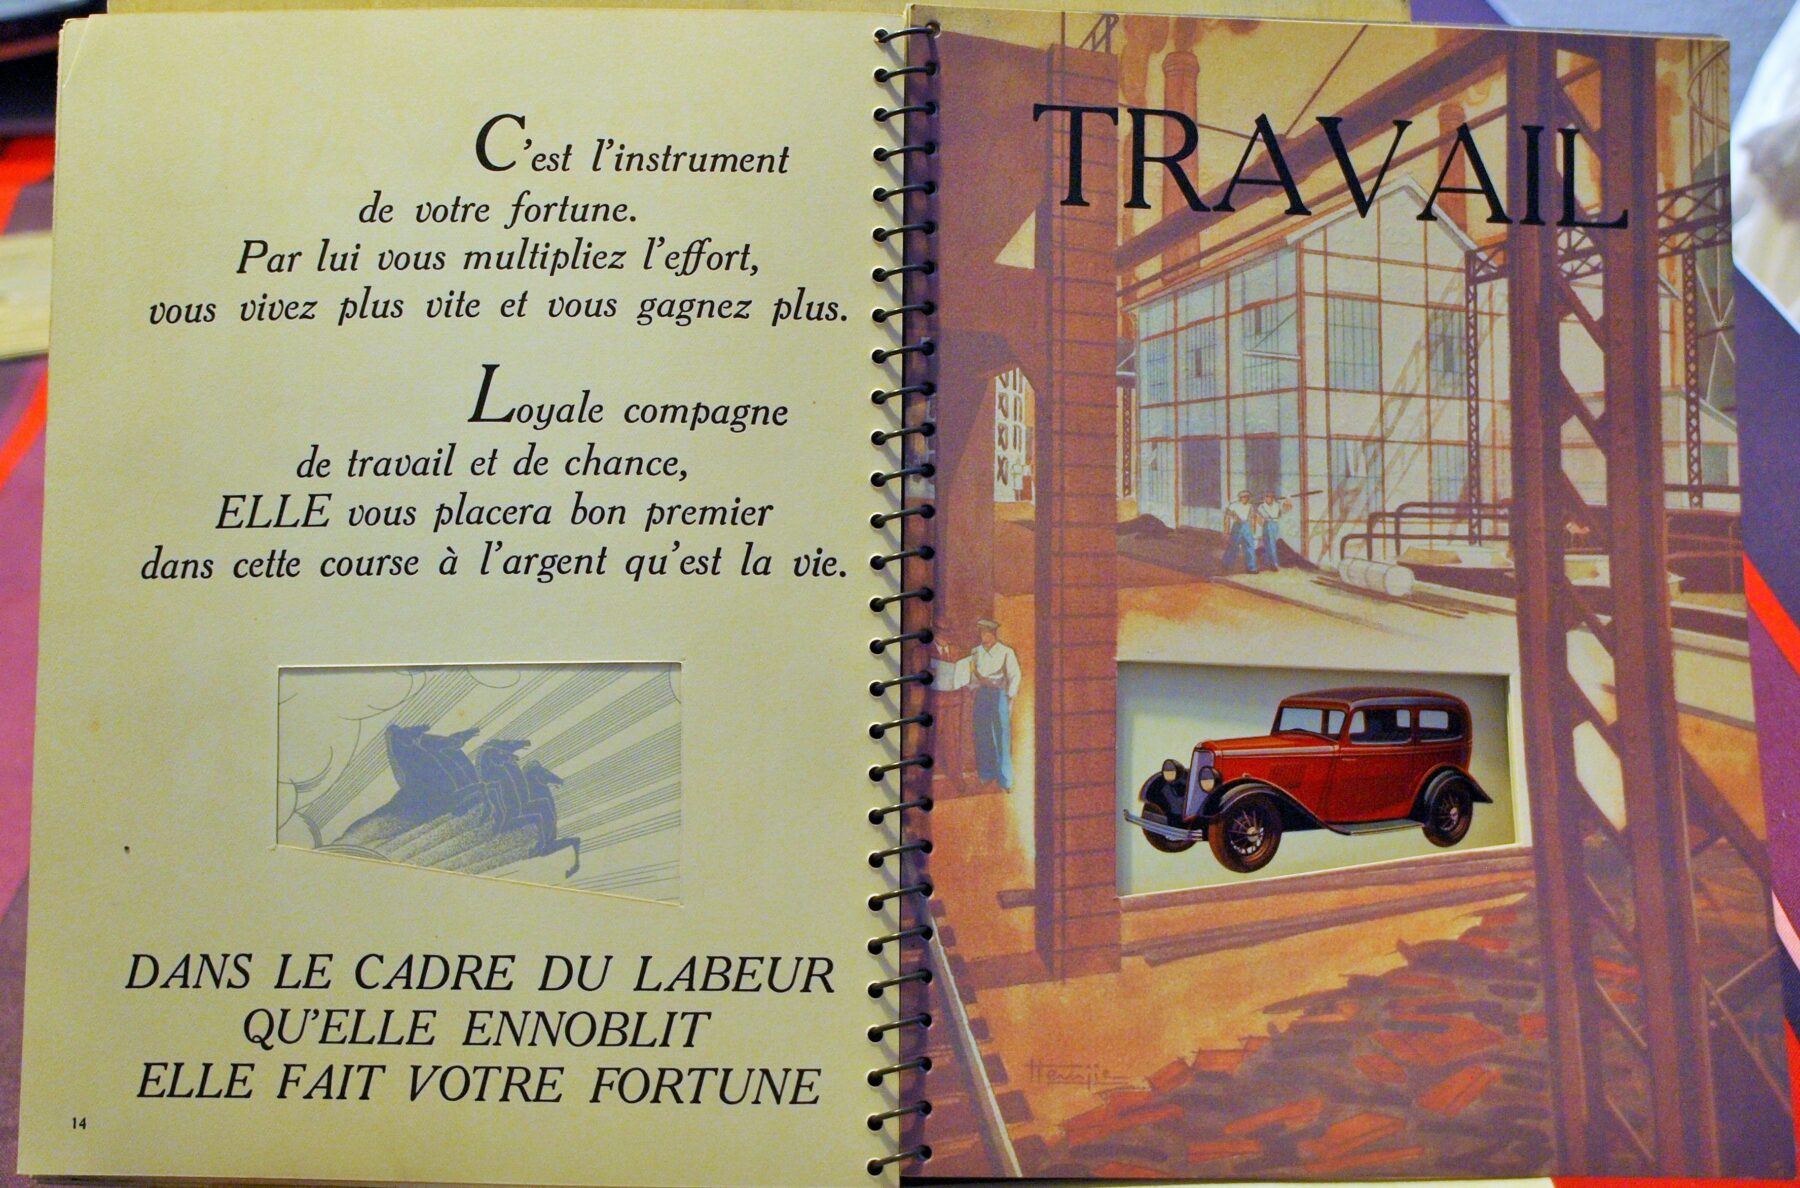 C'est l'instrument
de votre fortune.
Par lui vous multipliez l'effort,
vous vivez plus vite et vous gagnez plus.
Loyale compagne
de travail et de chance,
ELLE vous placera bon premier
dans cette course à l'argent qu'est la vie.
DANS LE CADRE DU LABEUR
QU'ELLE ENNOBLIT
ELLE FAIT VOTRE FORTUNE
14
TRAVAIL